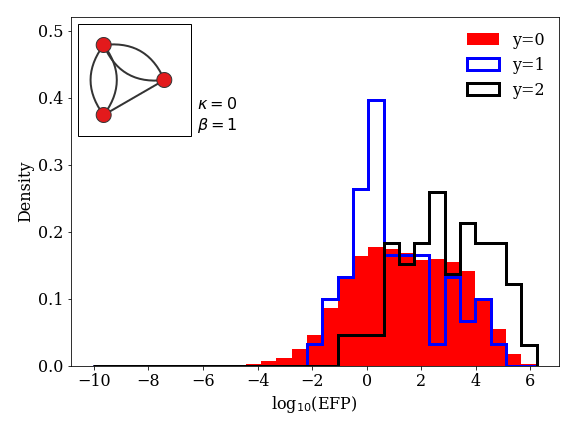 κ = 0
β = 1
y=0
y=1
y=2
Density
0.5
0.4
0.3
0.2
0.1
0.0
−10 −8 −6 −4 −2 0 2 4 6
log₁₀(EFP)